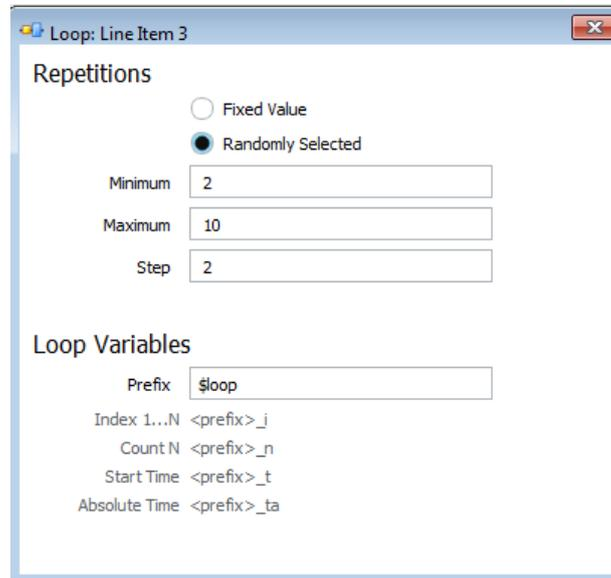 Loop: Line Item 3
Repetitions
Fixed Value
Randomly Selected
Minimum 2
Maximum 10
Step 2
Loop Variables
Prefix $loop
Index 1...N <prefix>_i
Count N <prefix>_n
Start Time <prefix>_t
Absolute Time <prefix>_ta